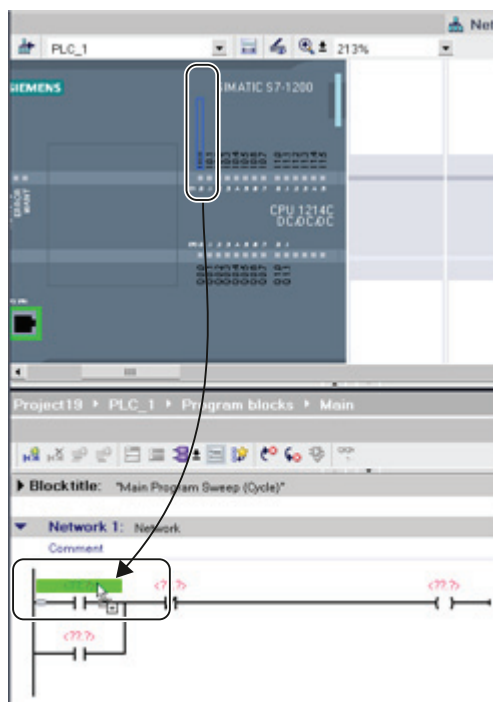 Net
PLC_1 213%
SIEMENS
SIMATIC S7-1200
CPU 1214C
DC/DC/DC
Project19 PLC_1 Program blocks Main
Block title: "Main Program Sweep (Cycle)"
Network 1: Network
Comment
<??.?> <??.?> <??.?>
<??.?>